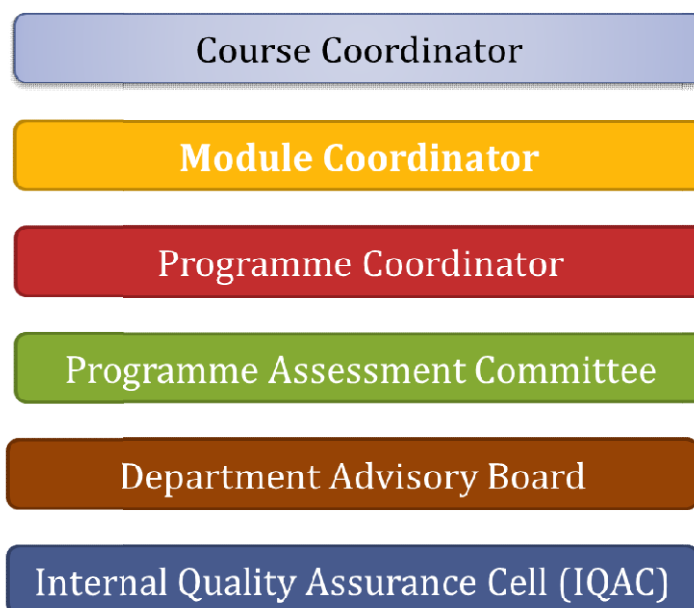 Course Coordinator
Module Coordinator
Programme Coordinator
Programme Assessment Committee
Department Advisory Board
Internal Quality Assurance Cell (IQAC)